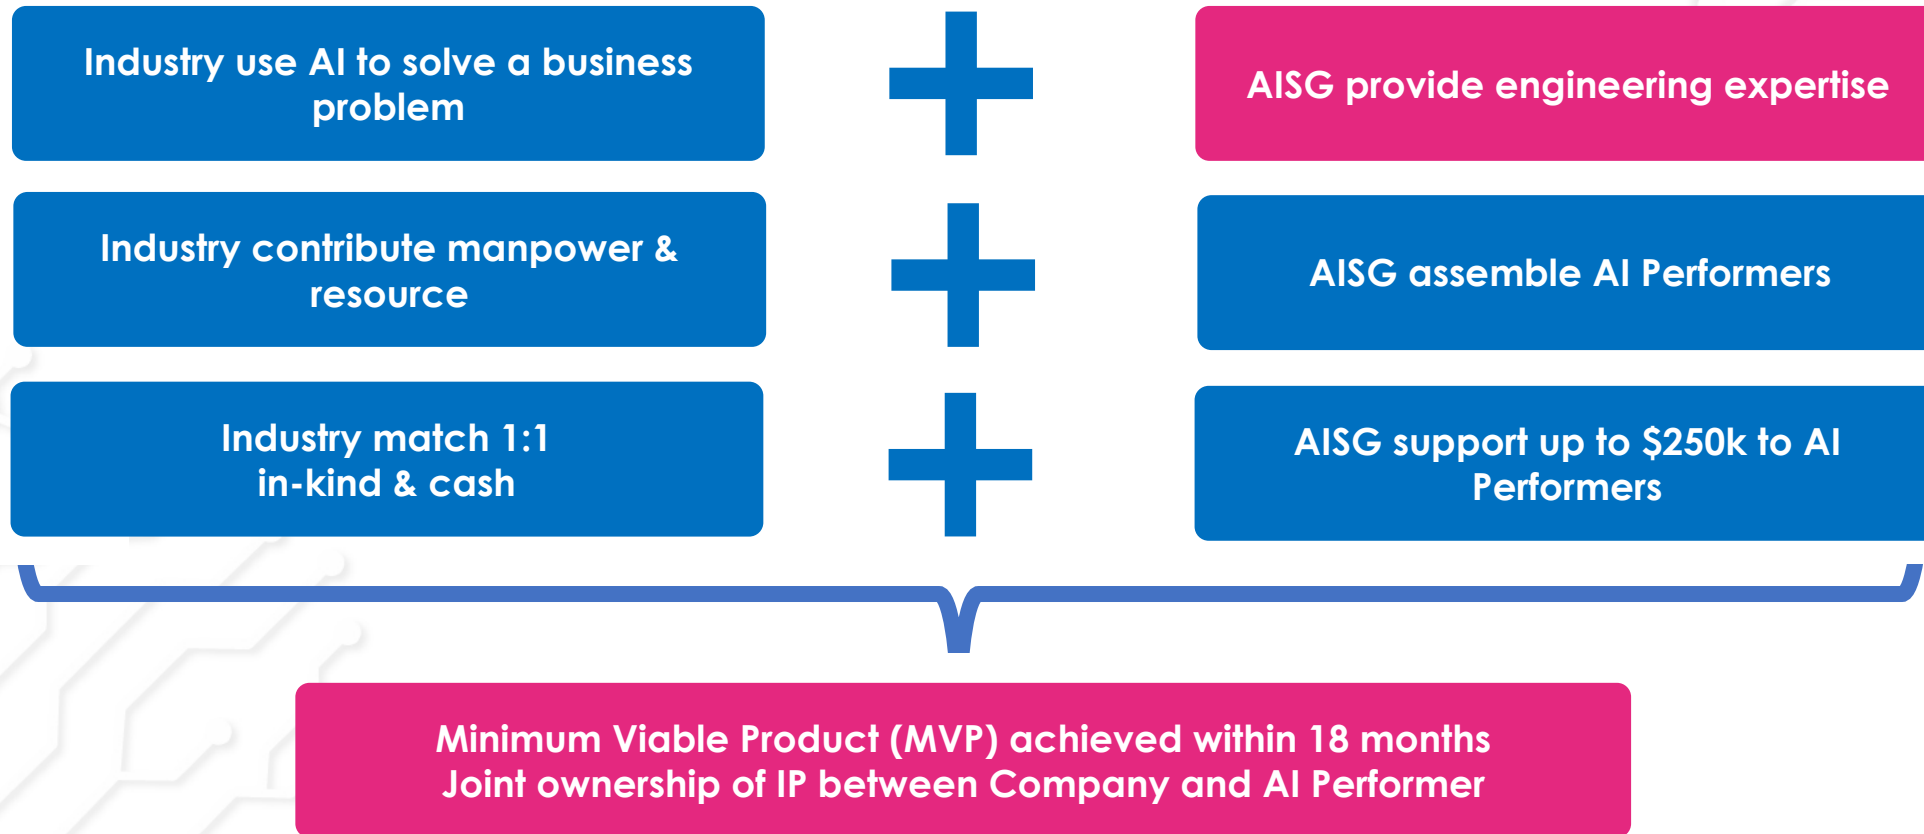 Industry use AI to solve a business
problem
AISG provide engineering expertise
Industry contribute manpower &
resource
AISG assemble AI Performers
Industry match 1:1
in-kind & cash
AISG support up to $250k to AI
Performers
Minimum Viable Product (MVP) achieved within 18 months
Joint ownership of IP between Company and AI Performer